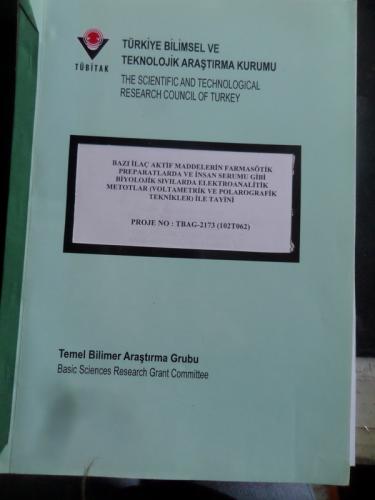 TÜBİTAK
TÜRKİYE BİLİMSEL VE
TEKNOLOJİK ARAŞTIRMA KURUMU
THE SCIENTIFIC AND TECHNOLOGICAL
RESEARCH COUNCIL OF TURKEY
BAZI İLAÇ AKTİF MADDELERİN FARMASÖTİK
PREPARATLARDA VE İNSAN SERUMU GİBİ
BİYOLOJİK SIVILARDA ELEKTROANALİTİK
METOTLAR (VOLTAMETRİK VE POLAROGRAFİK
TEKNİKLER) İLE TAYİNİ
PROJE NO : TBAG-2173 (102T062)
Temel Bilimer Araştırma Grubu
Basic Sciences Research Grant Committee